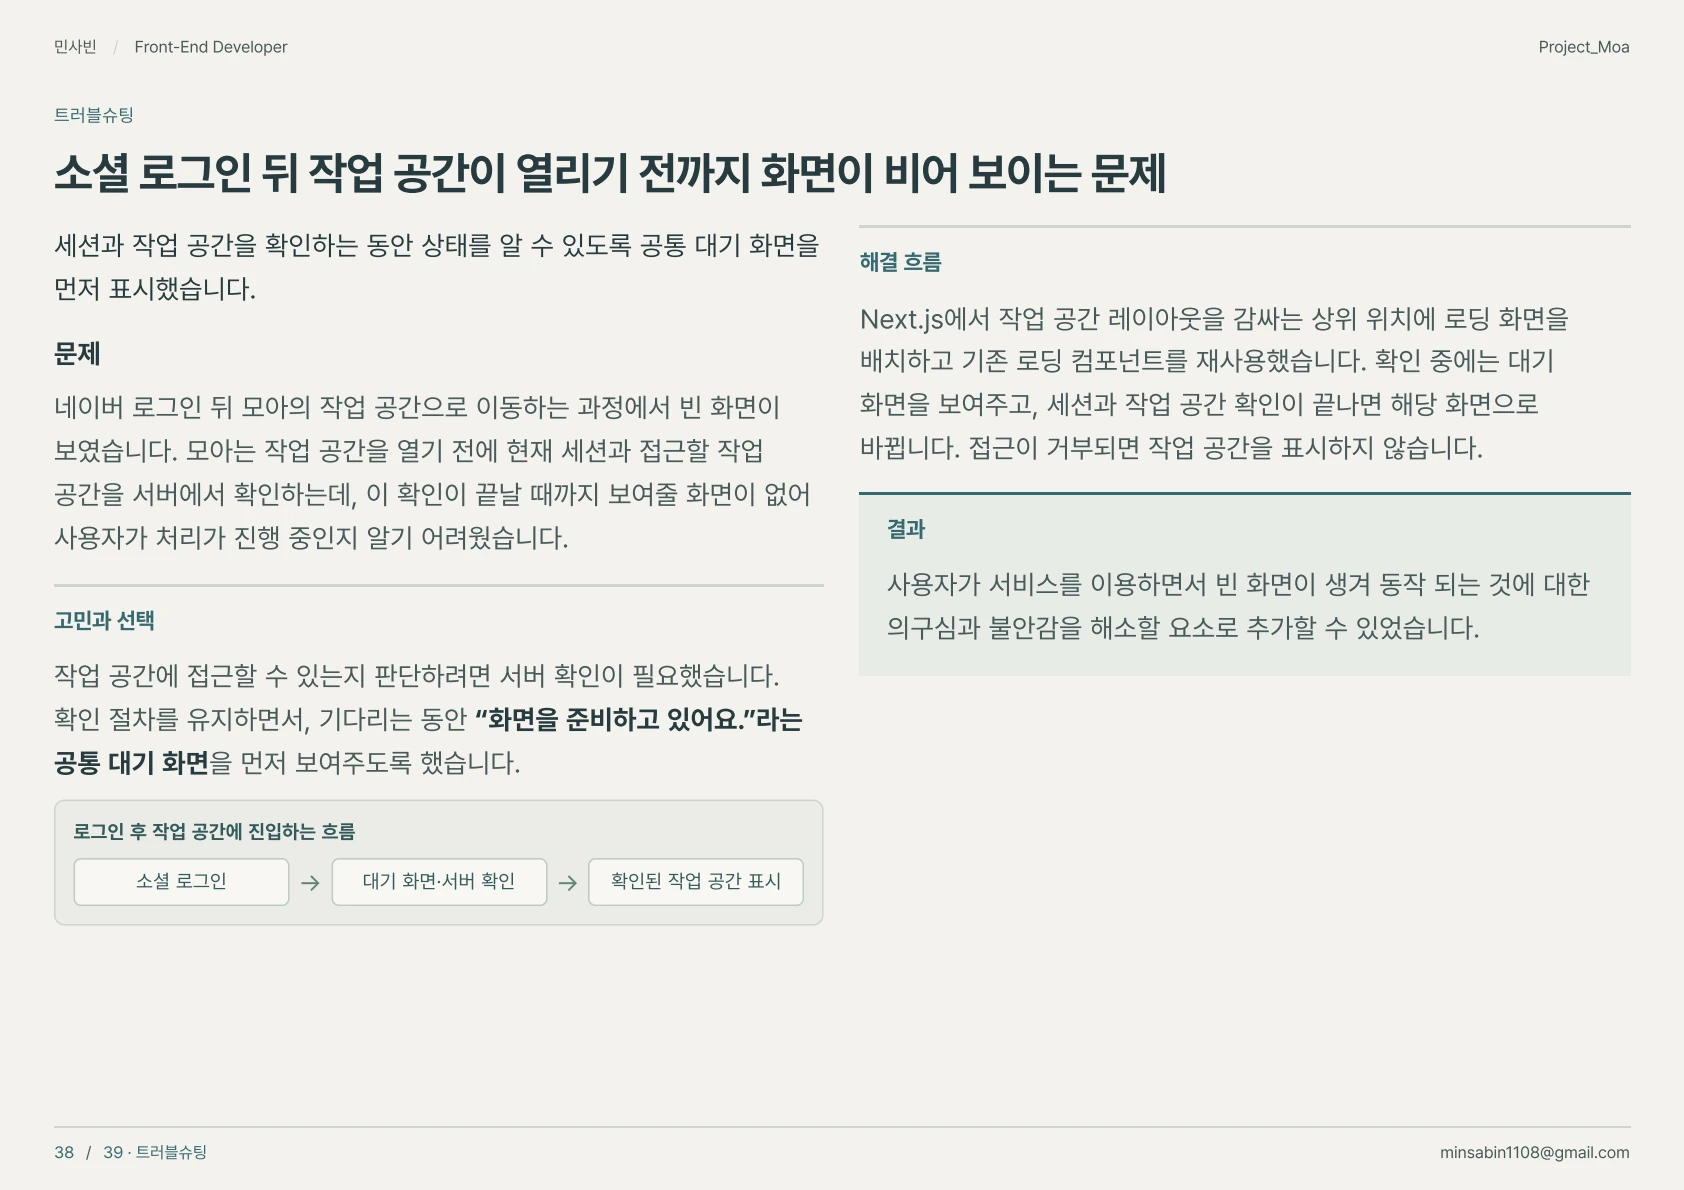 민사빈 / Front-End Developer
Project_Moa
트러블슈팅
소셜 로그인 뒤 작업 공간이 열리기 전까지 화면이 비어 보이는 문제
세션과 작업 공간을 확인하는 동안 상태를 알 수 있도록 공통 대기 화면을
먼저 표시했습니다.
문제
네이버 로그인 뒤 모아의 작업 공간으로 이동하는 과정에서 빈 화면이
보였습니다. 모아는 작업 공간을 열기 전에 현재 세션과 접근할 작업
공간을 서버에서 확인하는데, 이 확인이 끝날 때까지 보여줄 화면이 없어
사용자가 처리가 진행 중인지 알기 어려웠습니다.
고민과 선택
작업 공간에 접근할 수 있는지 판단하려면 서버 확인이 필요했습니다.
확인 절차를 유지하면서, 기다리는 동안 “화면을 준비하고 있어요.”라는
공통 대기 화면을 먼저 보여주도록 했습니다.
로그인 후 작업 공간에 진입하는 흐름
소셜 로그인 → 대기 화면·서버 확인 → 확인된 작업 공간 표시
해결 흐름
Next.js에서 작업 공간 레이아웃을 감싸는 상위 위치에 로딩 화면을
배치하고 기존 로딩 컴포넌트를 재사용했습니다. 확인 중에는 대기
화면을 보여주고, 세션과 작업 공간 확인이 끝나면 해당 화면으로
바뀝니다. 접근이 거부되면 작업 공간을 표시하지 않습니다.
결과
사용자가 서비스를 이용하면서 빈 화면이 생겨 동작 되는 것에 대한
의구심과 불안감을 해소할 요소로 추가할 수 있었습니다.
38 / 39 · 트러블슈팅
minsabin1108@gmail.com